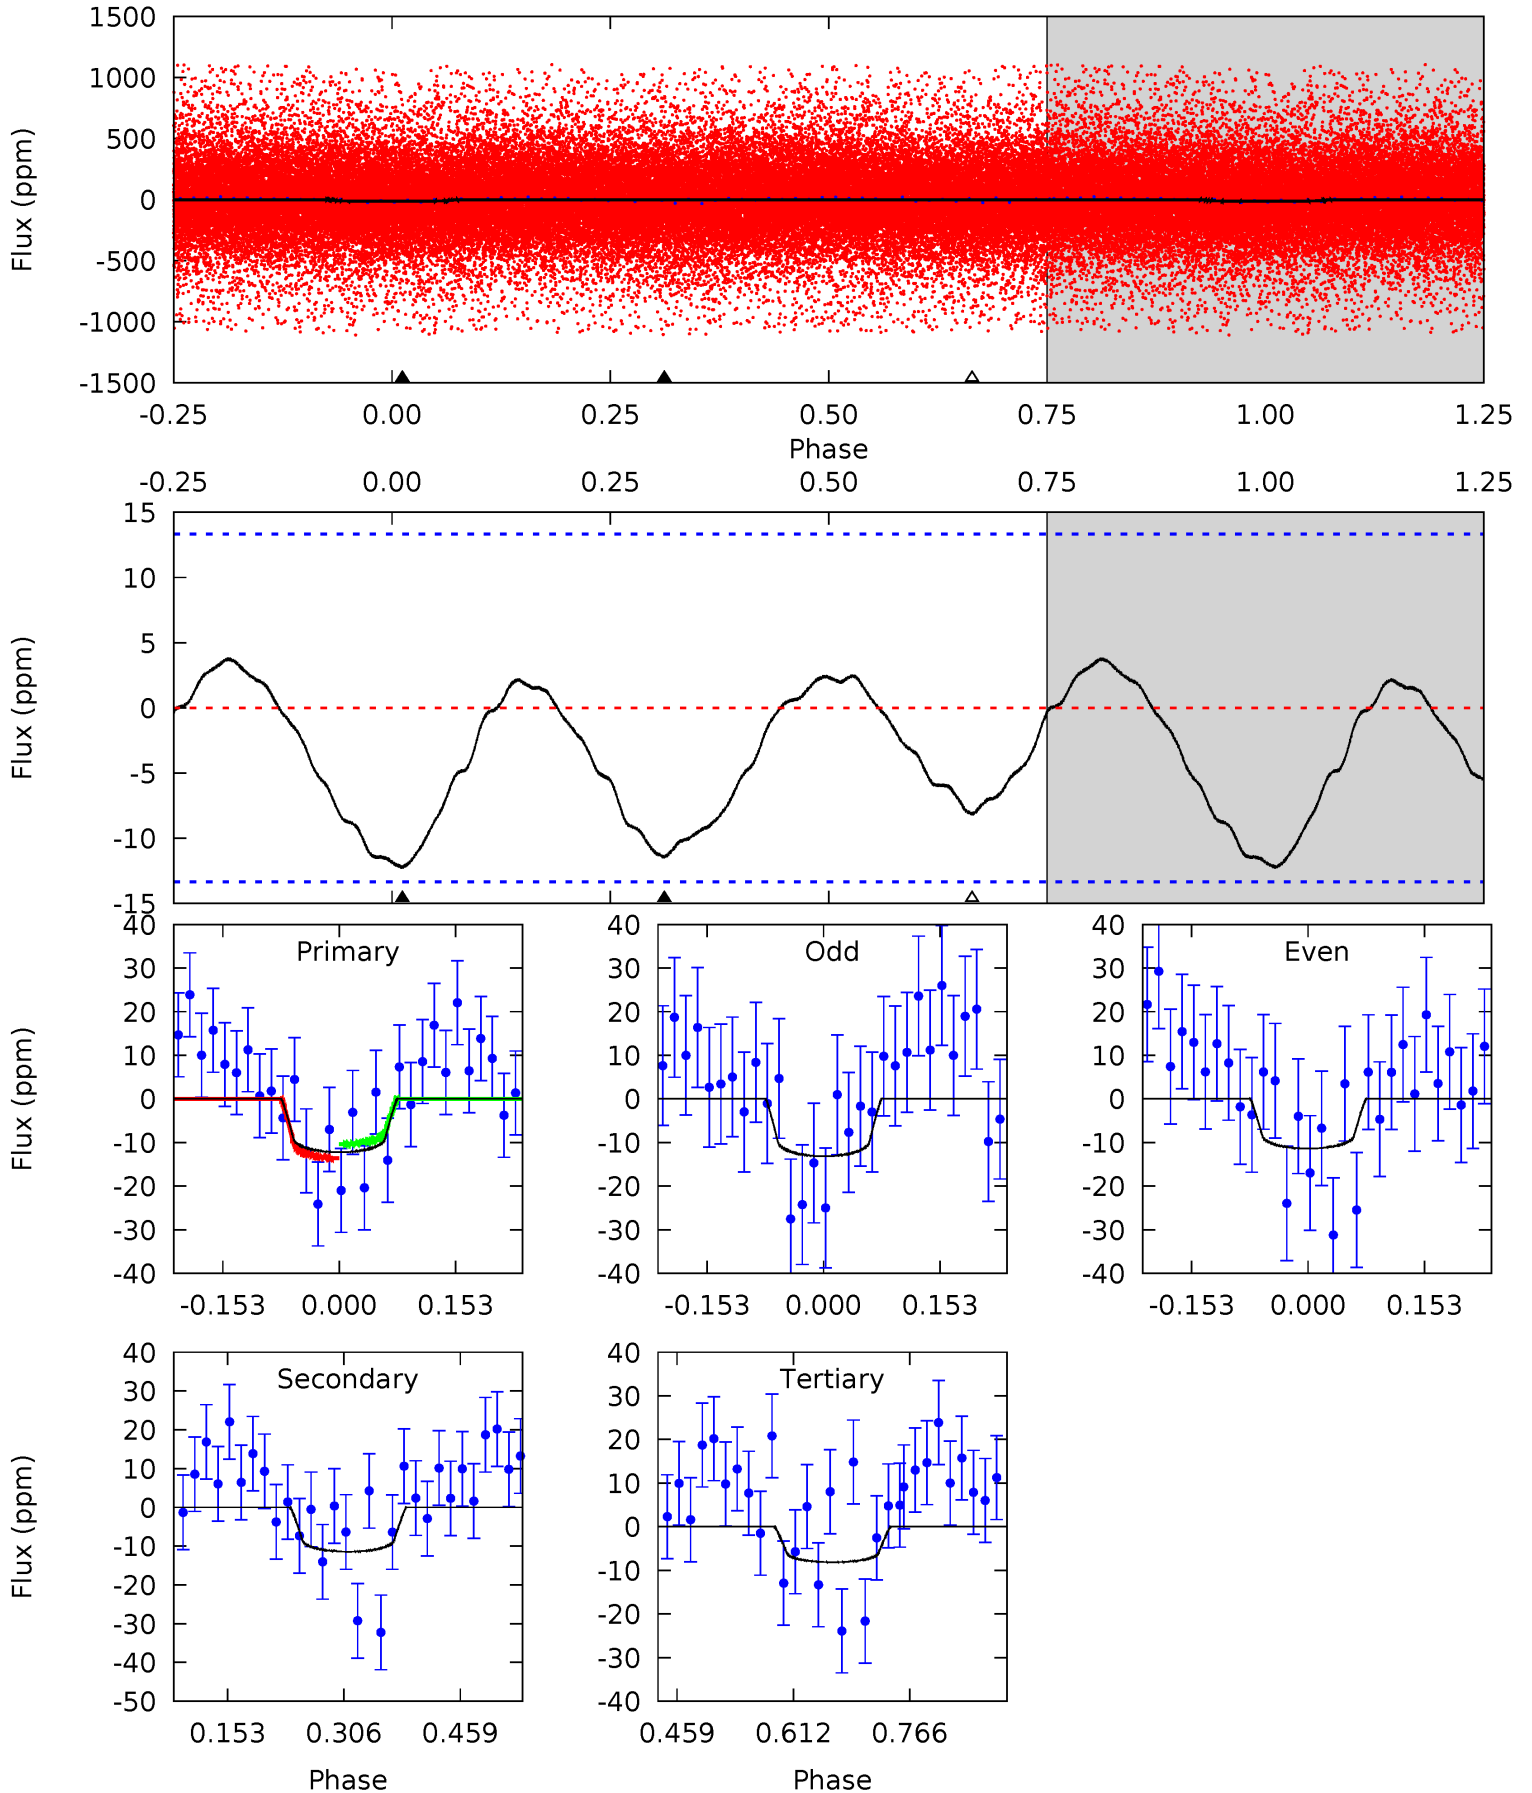 1500
1000
500
0
-500
-1000
-1500
Flux (ppm)
-0.25 0.00 0.25 0.50 0.75 1.00 1.25
Phase
-0.25 0.00 0.25 0.50 0.75 1.00 1.25
15
10
5
0
-5
-10
-15
Flux (ppm)
Primary Odd Even
40 40 40
30 30 30
20 20 20
10 10 10
0 0 0
-10 -10 -10
-20 -20 -20
-30 -30 -30
-40 -40 -40
Flux (ppm)
-0.153 0.000 0.153 -0.153 0.000 0.153 -0.153 0.000 0.153
Secondary Tertiary
40 40
30 30
20 20
10 10
0 0
-10 -10
-20 -20
-30 -30
-40 -40
-50
Flux (ppm)
0.153 0.306 0.459 0.459 0.612 0.766
Phase Phase